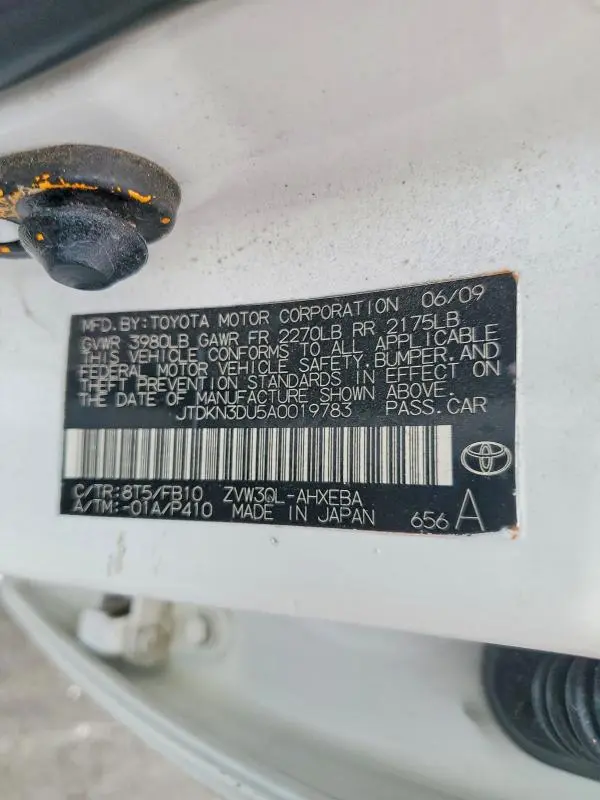 MFD. BY: TOYOTA MOTOR CORPORATION 06/09
GVWR 3980LB GAWR FR 2270LB RR 2175LB
THIS VEHICLE CONFORMS TO ALL APPLICABLE
FEDERAL MOTOR VEHICLE SAFETY, BUMPER, AND
THEFT PREVENTION STANDARDS IN EFFECT ON
THE DATE OF MANUFACTURE SHOWN ABOVE.
JTDKN3DU5A0019783 PASS. CAR
C/TR: 8T5/FB10 ZVW3QL-AHXEBA
A/TM: -01A/P410 MADE IN JAPAN 656 A